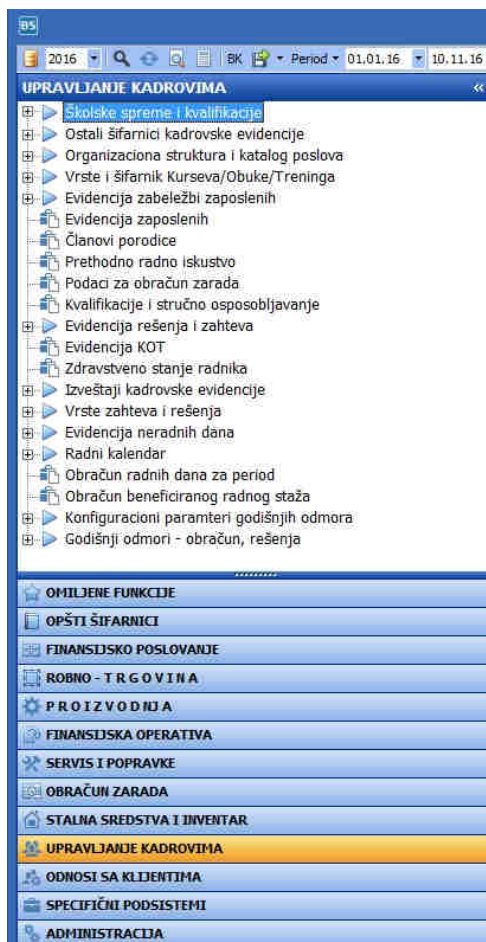 BS
2016 BK Period 01.01.16 10.11.16
UPRAVLJANJE KADROVIMA «
Školske spreme i kvalifikacije
Ostali šifarnici kadrovske evidencije
Organizaciona struktura i katalog poslova
Vrste i šifarnik Kurseva/Obuke/Treninga
Evidencija zabeležbi zaposlenih
Evidencija zaposlenih
Članovi porodice
Prethodno radno iskustvo
Podaci za obračun zarada
Kvalifikacije i stručno osposobljavanje
Evidencija rešenja i zahteva
Evidencija KOT
Zdravstveno stanje radnika
Izveštaji kadrovske evidencije
Vrste zahteva i rešenja
Evidencija neradnih dana
Radni kalendar
Obračun radnih dana za period
Obračun beneficiranog radnog staža
Konfiguracioni paramteri godišnjih odmora
Godišnji odmori - obračun, rešenja
OMILJENE FUNKCIJE
OPŠTI ŠIFARNICI
FINANSIJSKO POSLOVANJE
ROBNO - T R G O V I N A
P R O I Z V O D NJ A
FINANSIJSKA OPERATIVA
SERVIS I POPRAVKE
OBRAČUN ZARADA
STALNA SREDSTVA I INVENTAR
UPRAVLJANJE KADROVIMA
ODNOSI SA KLIJENTIMA
SPECIFIČNI PODSISTEMI
ADMINISTRACIJA